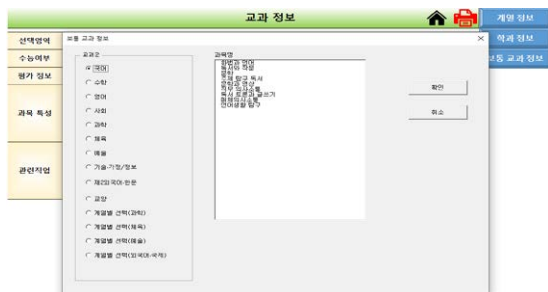 교과 정보
계열 정보
학과 정보
보통 교과 정보
선택영역
수능여부
평가 정보
과목 특성
관련직업
보통 교과 정보
교과군
국어
수학
영어
사회
과학
체육
예술
기술·가정/정보
제2외국어·한문
교양
계열별 선택(과학)
계열별 선택(체육)
계열별 선택(예술)
계열별 선택(외국어·국제)
과목명
화법과 언어
독서와 작문
문학
주제 탐구 독서
문학과 영상
직무 의사소통
독서 토론과 글쓰기
매체 의사소통
언어생활 탐구
확인
취소